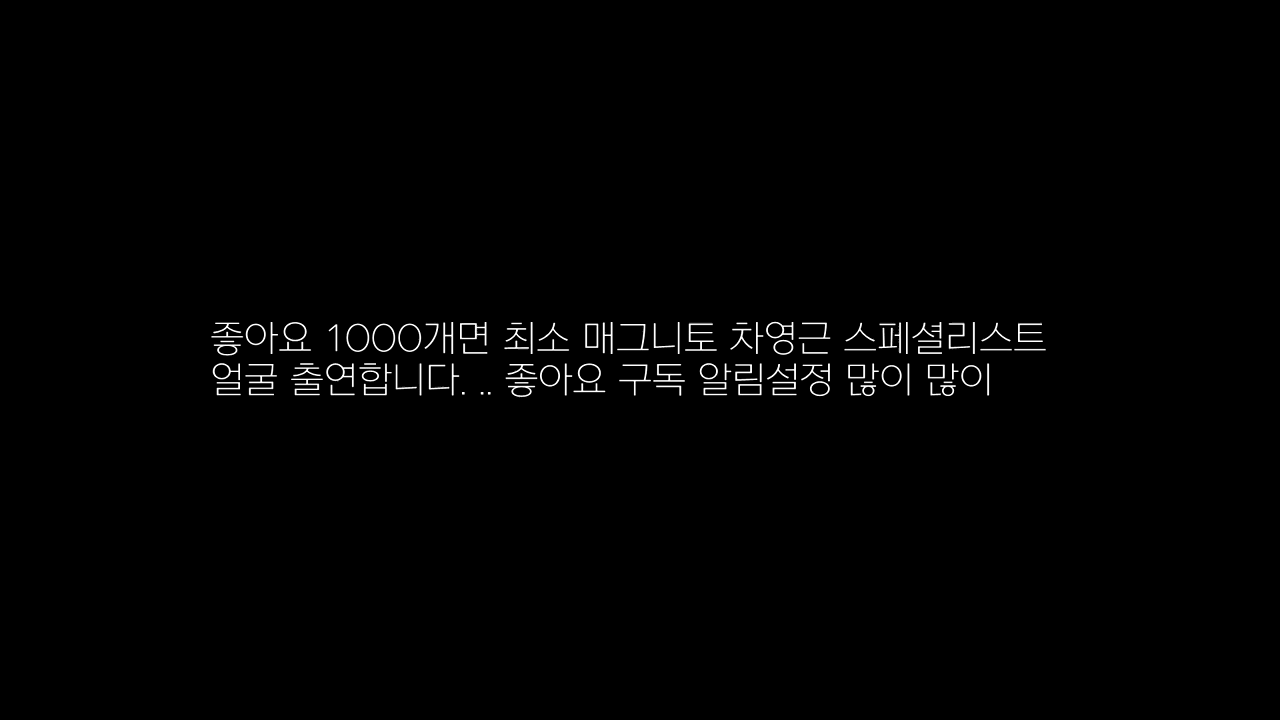 좋아요 1000개면 최소 매그니토 차영근 스페셜리스트
얼굴 출연합니다. .. 좋아요 구독 알림설정 많이 많이